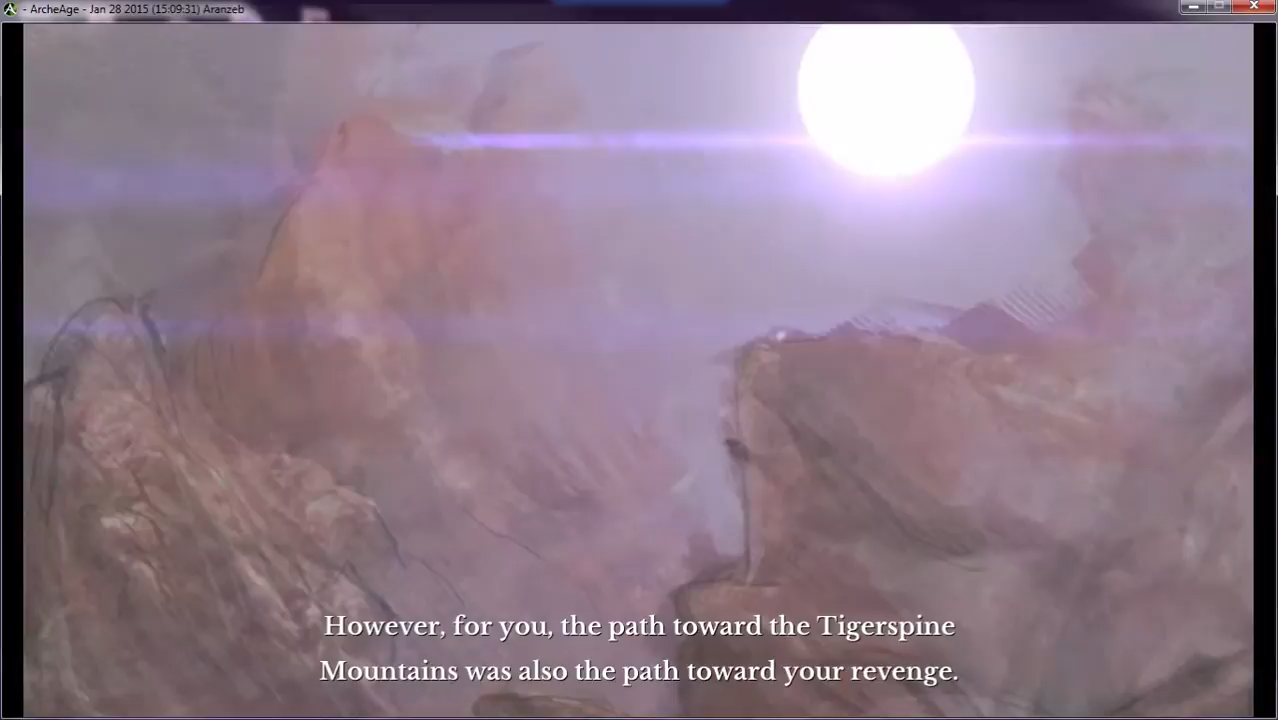 - ArcheAge - Jan 28 2015 (15:09:31) Aranzeb
However, for you, the path toward the Tigerspine
Mountains was also the path toward your revenge.